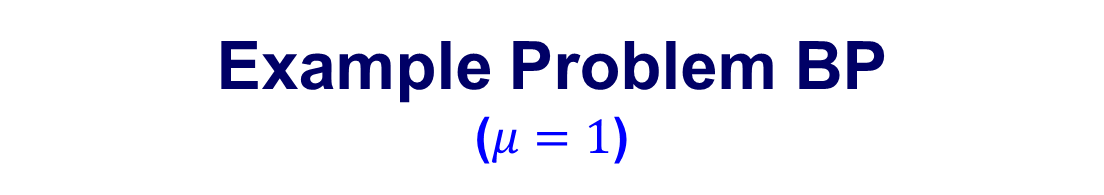 Example Problem BP
(𝜇 = 1)